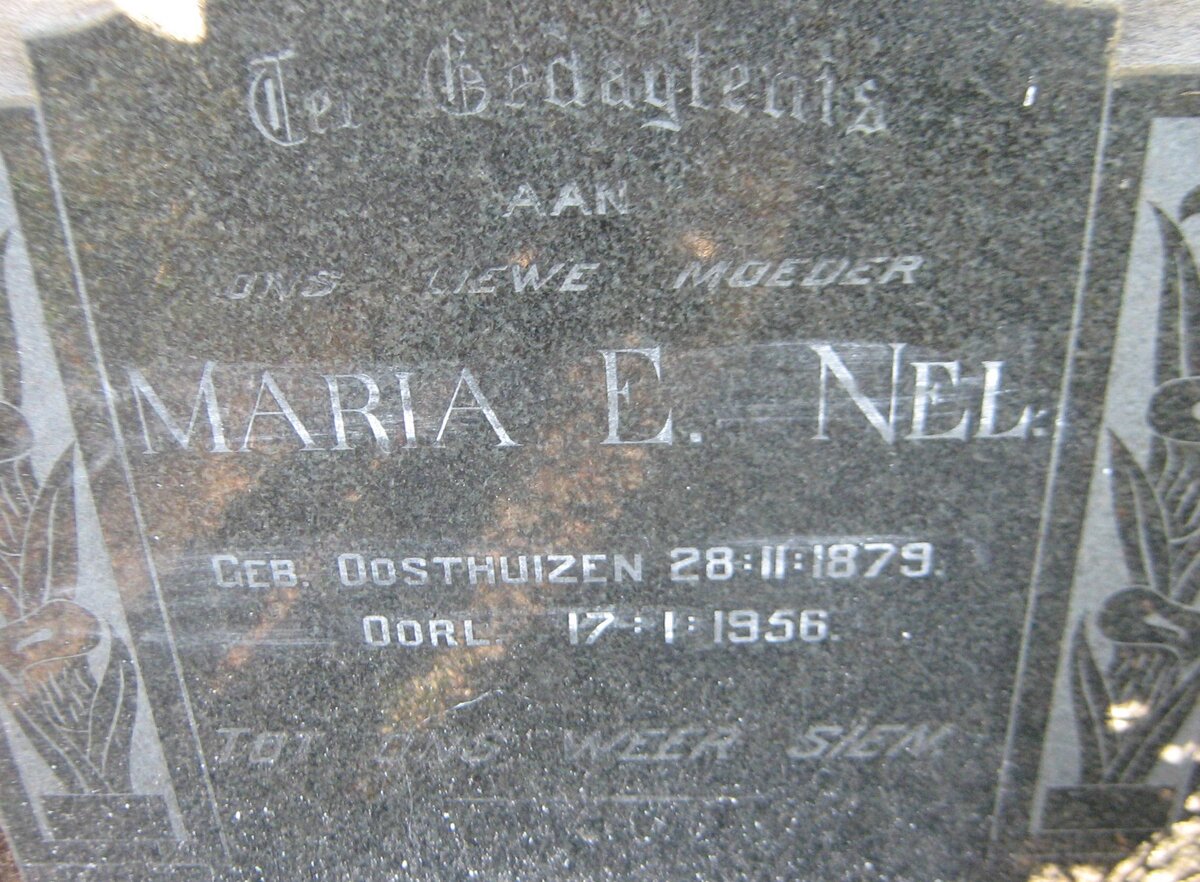 Ter Gedagtenis
AAN
ONS LIEWE MOEDER
MARIA E. NEL.
GEB. OOSTHUIZEN 28:11:1879.
OORL. 17:1:1956.
TOT ONS WEER SIEN